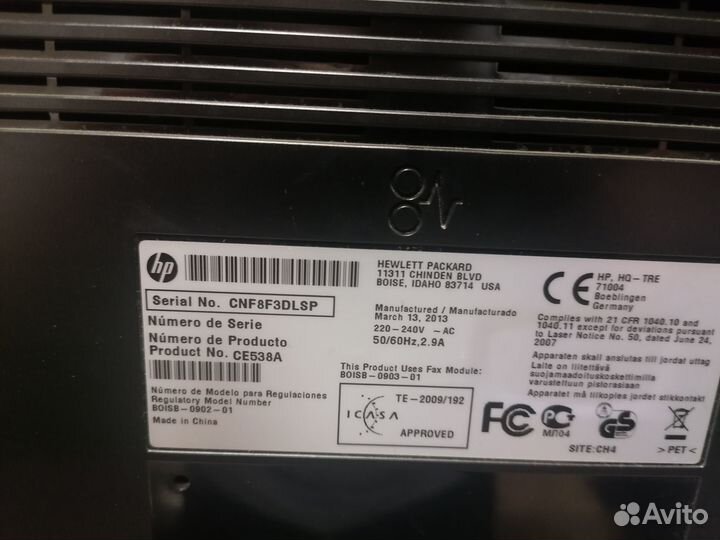 hp
Serial No. CNF8F3DLSP
Número de Serie
Número de Producto
Product No. CE538A
Número de Modelo para Regulaciones
Regulatory Model Number
BOISB-0902-01
Made in China
HEWLETT PACKARD
11311 CHINDEN BLVD
BOISE, IDAHO 83714 USA
Manufactured / Manufacturado
March 13, 2013
220-240V ~ AC
50/60Hz, 2.9A
This Product Uses Fax Module:
BOISB-0903-01
ICASA
TE-2009/192
APPROVED
CE
HP, HQ-TRE
71004
Boeblingen
Germany
Complies with 21 CFR 1040.10 and
1040.11 except for deviations pursuant
to Laser Notice No. 50, dated June 24,
2007
Apparaten skall anslutas till jordat uttag
Laite on liitettävä
suojamaadoituskoskettimilla
varustettuun pistorasiaan
Apparatet må tilkoples jordet stikkontakt
FC
МЛ04
GS
SITE:CH4
>PET<
Avito